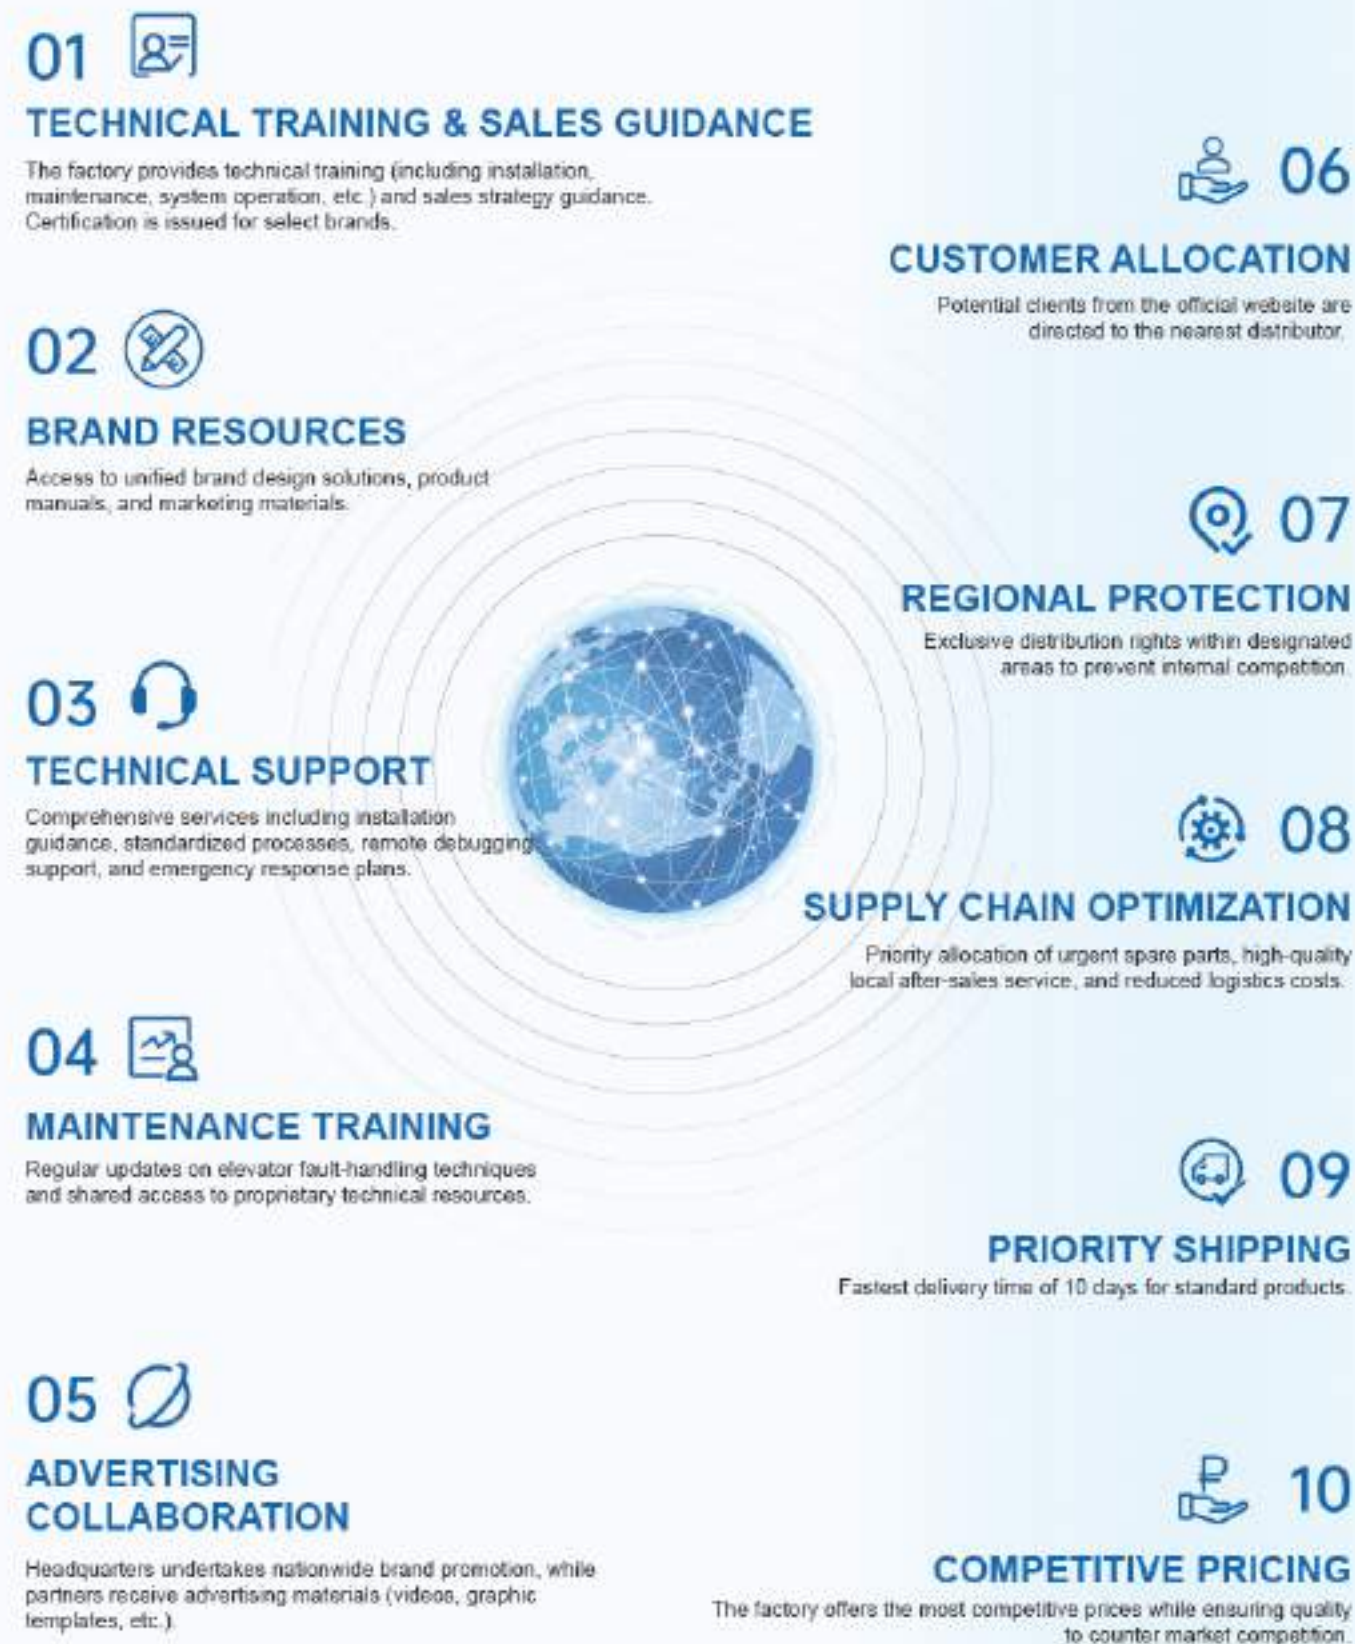 01
TECHNICAL TRAINING & SALES GUIDANCE
The factory provides technical training (including installation,
maintenance, system operation, etc.) and sales strategy guidance.
Certification is issued for select brands.
02
BRAND RESOURCES
Access to unified brand design solutions, product
manuals, and marketing materials.
03
TECHNICAL SUPPORT
Comprehensive services including installation
guidance, standardized processes, remote debugging
support, and emergency response plans.
04
MAINTENANCE TRAINING
Regular updates on elevator fault-handling techniques
and shared access to proprietary technical resources.
05
ADVERTISING
COLLABORATION
Headquarters undertakes nationwide brand promotion, while
partners receive advertising materials (videos, graphic
templates, etc.).
06
CUSTOMER ALLOCATION
Potential clients from the official website are
directed to the nearest distributor.
07
REGIONAL PROTECTION
Exclusive distribution rights within designated
areas to prevent internal competition.
08
SUPPLY CHAIN OPTIMIZATION
Priority allocation of urgent spare parts, high-quality
local after-sales service, and reduced logistics costs.
09
PRIORITY SHIPPING
Fastest delivery time of 10 days for standard products.
10
COMPETITIVE PRICING
The factory offers the most competitive prices while ensuring quality
to counter market competition.